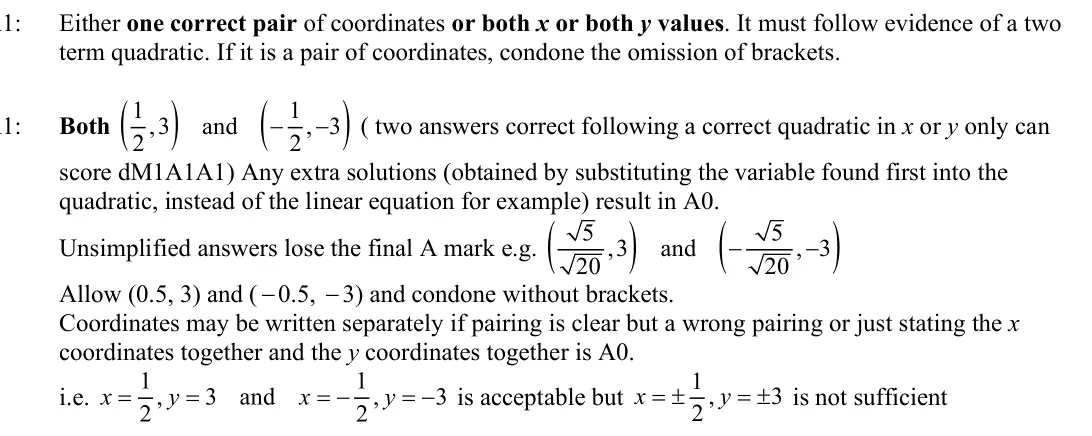 1: Either one correct pair of coordinates or both x or both y values. It must follow evidence of a two
term quadratic. If it is a pair of coordinates, condone the omission of brackets.
1: Both (1/2, 3) and (−1/2, −3) ( two answers correct following a correct quadratic in x or y only can
score dM1A1A1) Any extra solutions (obtained by substituting the variable found first into the
quadratic, instead of the linear equation for example) result in A0.
Unsimplified answers lose the final A mark e.g. (√5/√20, 3) and (−√5/√20, −3)
Allow (0.5, 3) and (−0.5, −3) and condone without brackets.
Coordinates may be written separately if pairing is clear but a wrong pairing or just stating the x
coordinates together and the y coordinates together is A0.
i.e. x = 1/2, y = 3 and x = −1/2, y = −3 is acceptable but x = ±1/2, y = ±3 is not sufficient